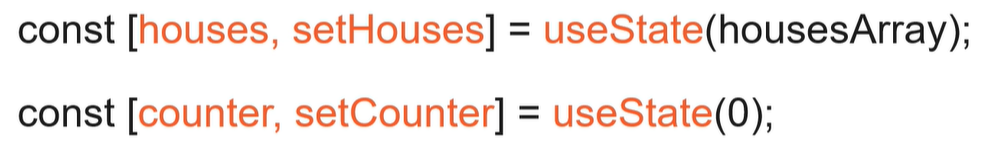 const [houses, setHouses] = useState(housesArray);
const [counter, setCounter] = useState(0);